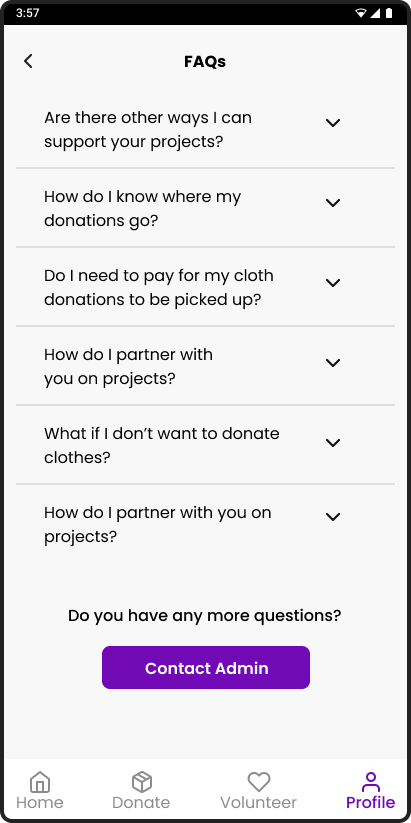 3:57
FAQs
Are there other ways I can
support your projects?
How do I know where my
donations go?
Do I need to pay for my cloth
donations to be picked up?
How do I partner with
you on projects?
What if I don’t want to donate
clothes?
How do I partner with you on
projects?
Do you have any more questions?
Contact Admin
Home Donate Volunteer Profile